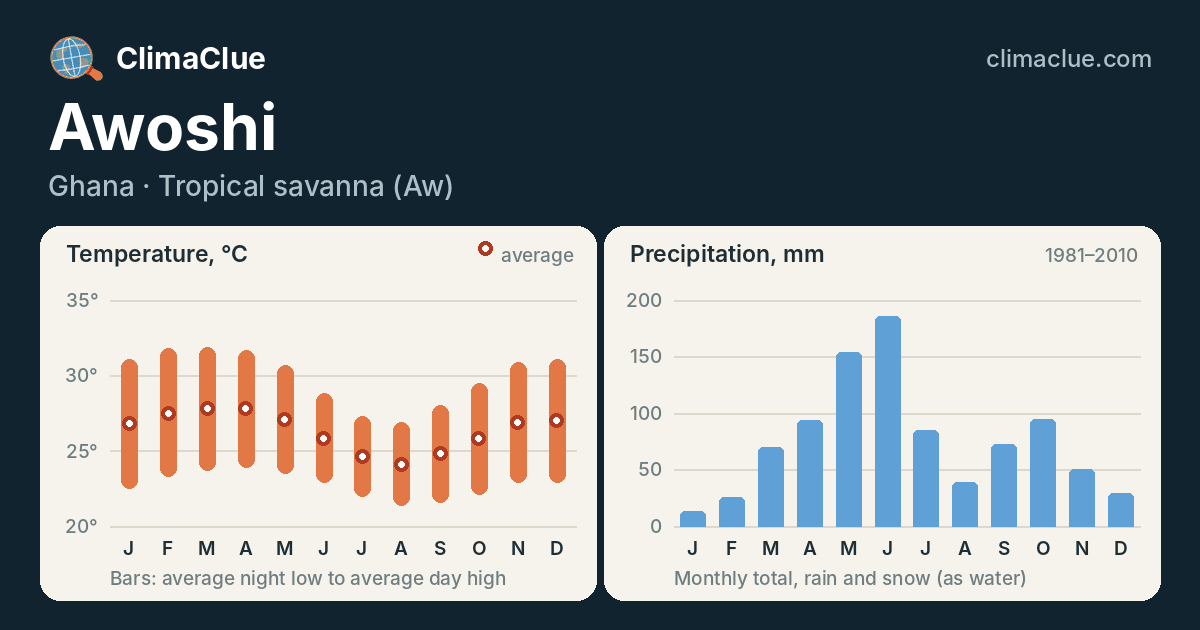 ClimaClue
climaclue.com
Awoshi
Ghana · Tropical savanna (Aw)
Temperature, °C
average
35°
30°
25°
20°
J F M A M J J A S O N D
Bars: average night low to average day high
Precipitation, mm
1981–2010
200
150
100
50
0
J F M A M J J A S O N D
Monthly total, rain and snow (as water)